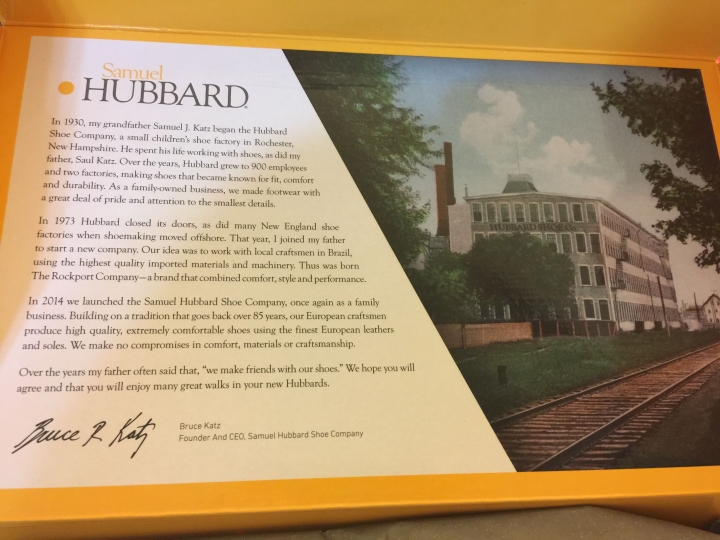 Samuel
HUBBARD
In 1930, my grandfather Samuel J. Katz began the Hubbard
Shoe Company, a small children's shoe factory in Rochester,
New Hampshire. He spent his life working with shoes, as did my
father, Saul Katz. Over the years, Hubbard grew to 900 employees
and two factories, making shoes that became known for fit, comfort
and durability. As a family-owned business, we made footwear with
a great deal of pride and attention to the smallest details.
In 1973 Hubbard closed its doors, as did many New England shoe
factories when shoemaking moved offshore. That year, I joined my father
to start a new company. Our idea was to work with local craftsmen in Brazil,
using the highest quality imported materials and machinery. Thus was born
The Rockport Company—a brand that combined comfort, style and performance.
In 2014 we launched the Samuel Hubbard Shoe Company, once again as a family
business. Building on a tradition that goes back over 85 years, our European craftsmen
produce high quality, extremely comfortable shoes using the finest European leathers
and soles. We make no compromises in comfort, materials or craftsmanship.
Over the years my father often said that, "we make friends with our shoes." We hope you will
agree and that you will enjoy many great walks in your new Hubbards.
Bruce R Katz
Bruce Katz
Founder And CEO, Samuel Hubbard Shoe Company
HUBBARD SHOE CO.